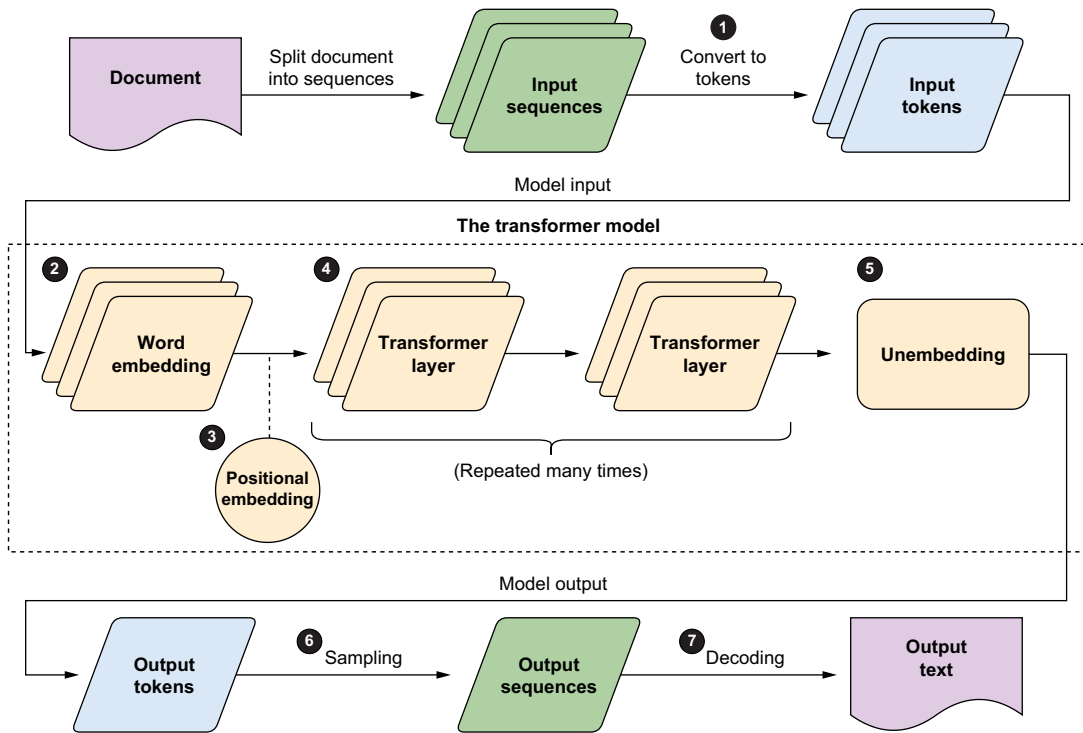 Document
Split document
into sequences
Input
sequences
1
Convert to
tokens
Input
tokens
Model input
The transformer model
2
Word
embedding
3
Positional
embedding
4
Transformer
layer
Transformer
layer
(Repeated many times)
5
Unembedding
Model output
Output
tokens
6
Sampling
Output
sequences
7
Decoding
Output
text